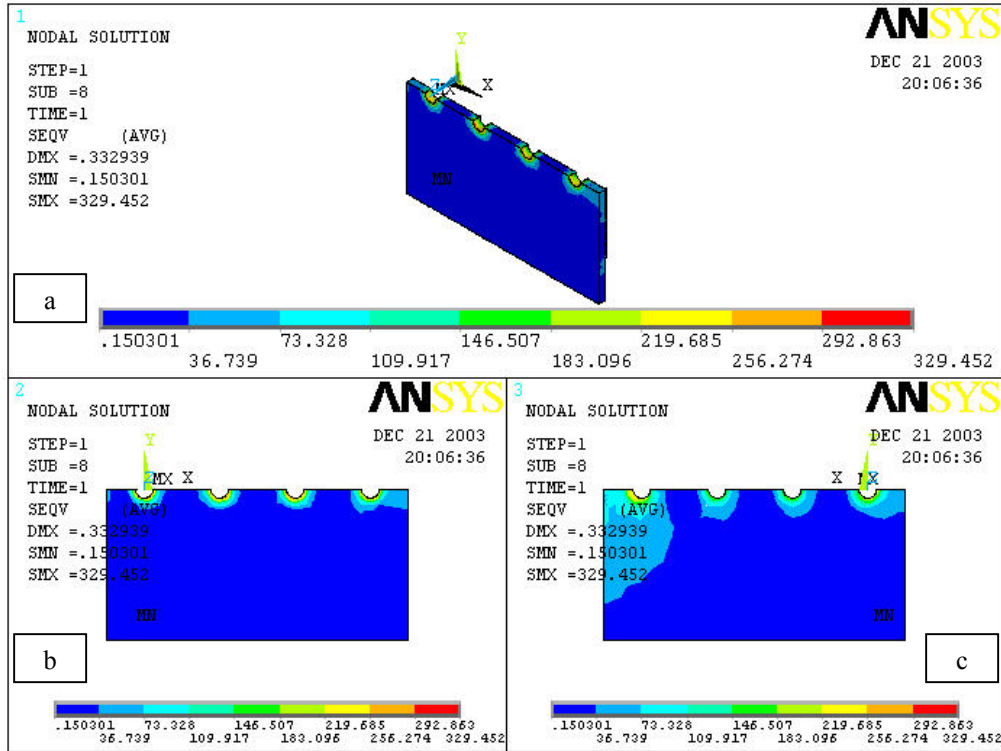 1
NODAL SOLUTION
STEP=1
SUB =8
TIME=1
SEQV (AVG)
DMX =.332939
SMN =.150301
SMX =329.452
ANSYS
DEC 21 2003
20:06:36
Y
Z
MX
X
MN
a
.150301 73.328 146.507 219.685 292.863
36.739 109.917 183.096 256.274 329.452
2
NODAL SOLUTION
STEP=1
SUB =8
TIME=1
SEQV (AVG)
DMX =.332939
SMN =.150301
SMX =329.452
ANSYS
DEC 21 2003
20:06:36
Y
Z MX X
MN
b
.150301 73.328 146.507 219.685 292.863
36.739 109.917 183.096 256.274 329.452
3
NODAL SOLUTION
STEP=1
SUB =8
TIME=1
SEQV (AVG)
DMX =.332939
SMN =.150301
SMX =329.452
ANSYS
DEC 21 2003
20:06:36
Y
X MX
Z
MN
c
.150301 73.328 146.507 219.685 292.863
36.739 109.917 183.096 256.274 329.452